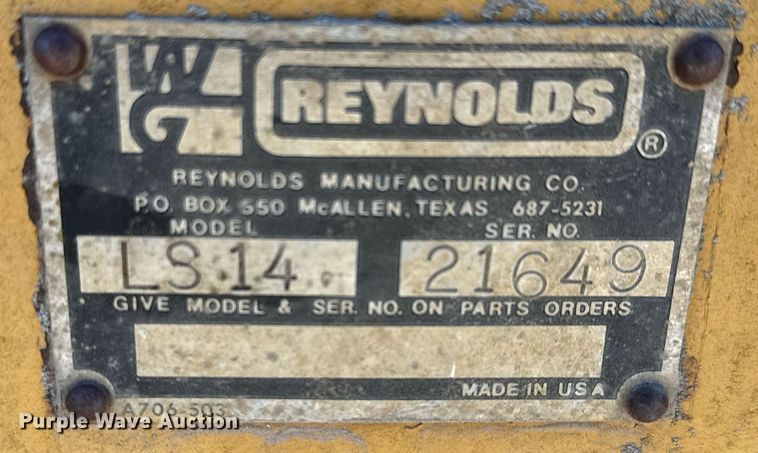 REYNOLDS
®
REYNOLDS MANUFACTURING CO.
P.O. BOX 550 McALLEN, TEXAS 687-5231
MODEL SER. NO.
LS 14 21649
GIVE MODEL & SER. NO. ON PARTS ORDERS
MADE IN USA
Purple Wave Auction